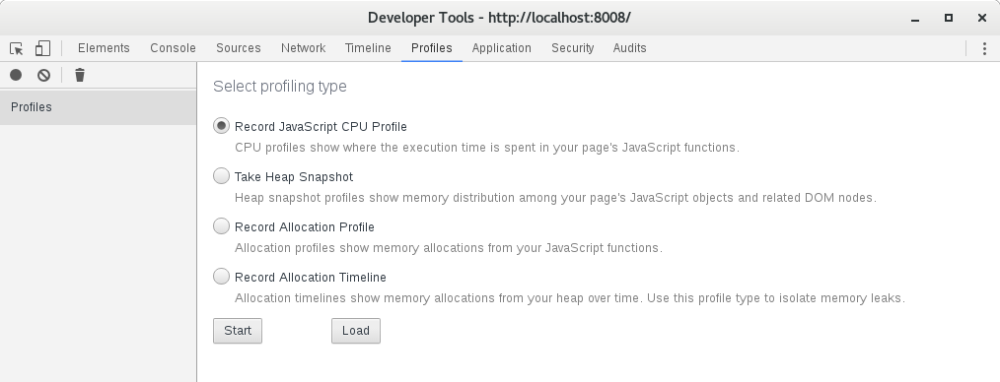 Developer Tools - http://localhost:8008/
Elements Console Sources Network Timeline Profiles Application Security Audits
Profiles
Select profiling type
Record JavaScript CPU Profile
CPU profiles show where the execution time is spent in your page's JavaScript functions.
Take Heap Snapshot
Heap snapshot profiles show memory distribution among your page's JavaScript objects and related DOM nodes.
Record Allocation Profile
Allocation profiles show memory allocations from your JavaScript functions.
Record Allocation Timeline
Allocation timelines show memory allocations from your heap over time. Use this profile type to isolate memory leaks.
Start Load